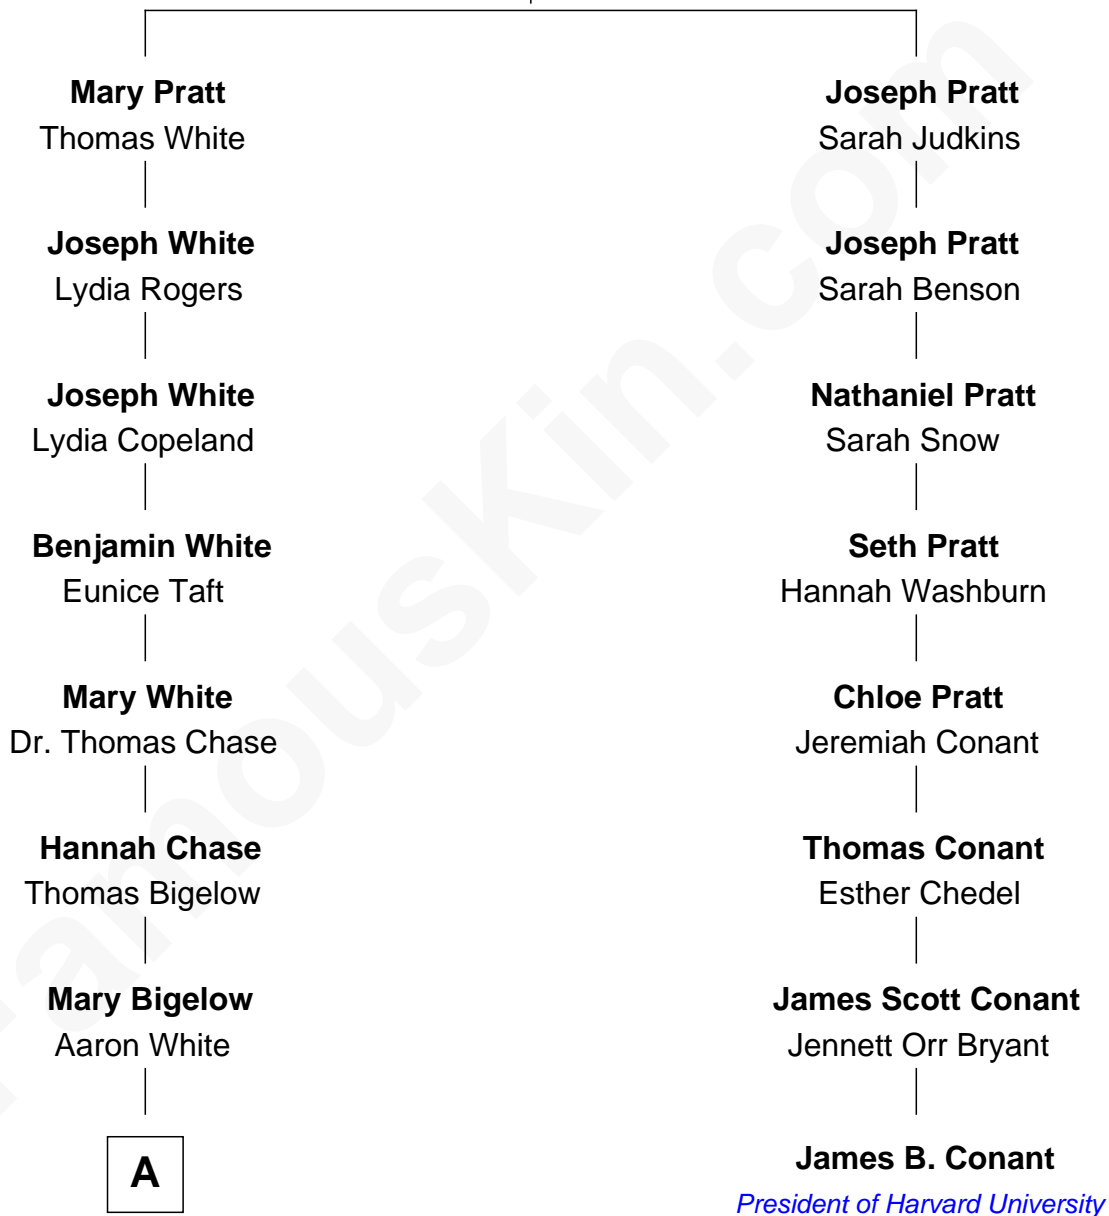 Mary Pratt
Thomas White
Joseph White
Lydia Rogers
Joseph White
Lydia Copeland
Benjamin White
Eunice Taft
Mary White
Dr. Thomas Chase
Hannah Chase
Thomas Bigelow
Mary Bigelow
Aaron White
A
Joseph Pratt
Sarah Judkins
Joseph Pratt
Sarah Benson
Nathaniel Pratt
Sarah Snow
Seth Pratt
Hannah Washburn
Chloe Pratt
Jeremiah Conant
Thomas Conant
Esther Chedel
James Scott Conant
Jennett Orr Bryant
James B. Conant
President of Harvard University
FamousKin.com